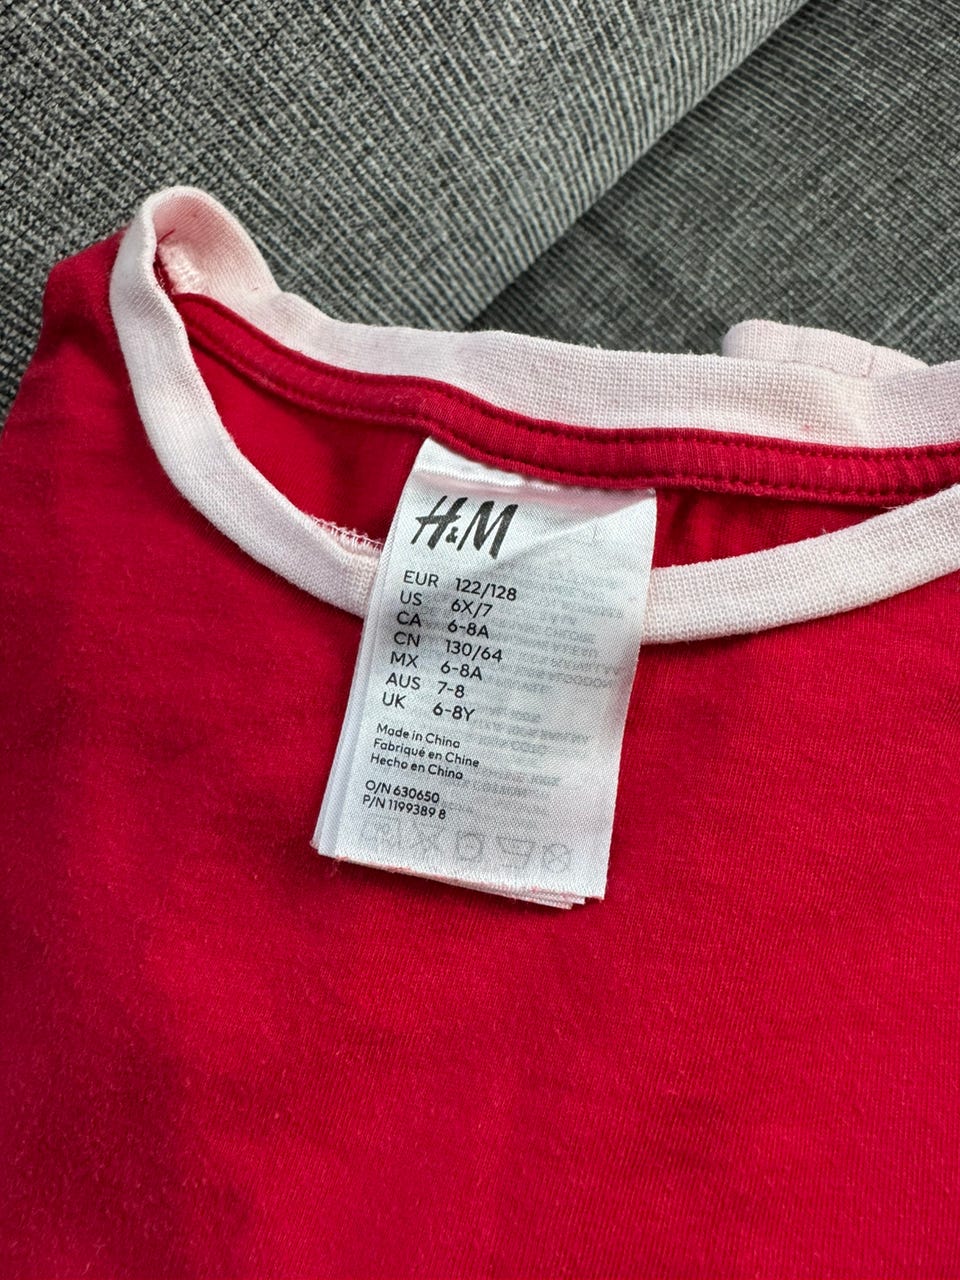 H&M
EUR 122/128
US 6X/7
CA 6-8A
CN 130/64
MX 6-8A
AUS 7-8
UK 6-8Y
Made in China
Fabriqué en Chine
Hecho en China
O/N 630650
P/N 1199389 8